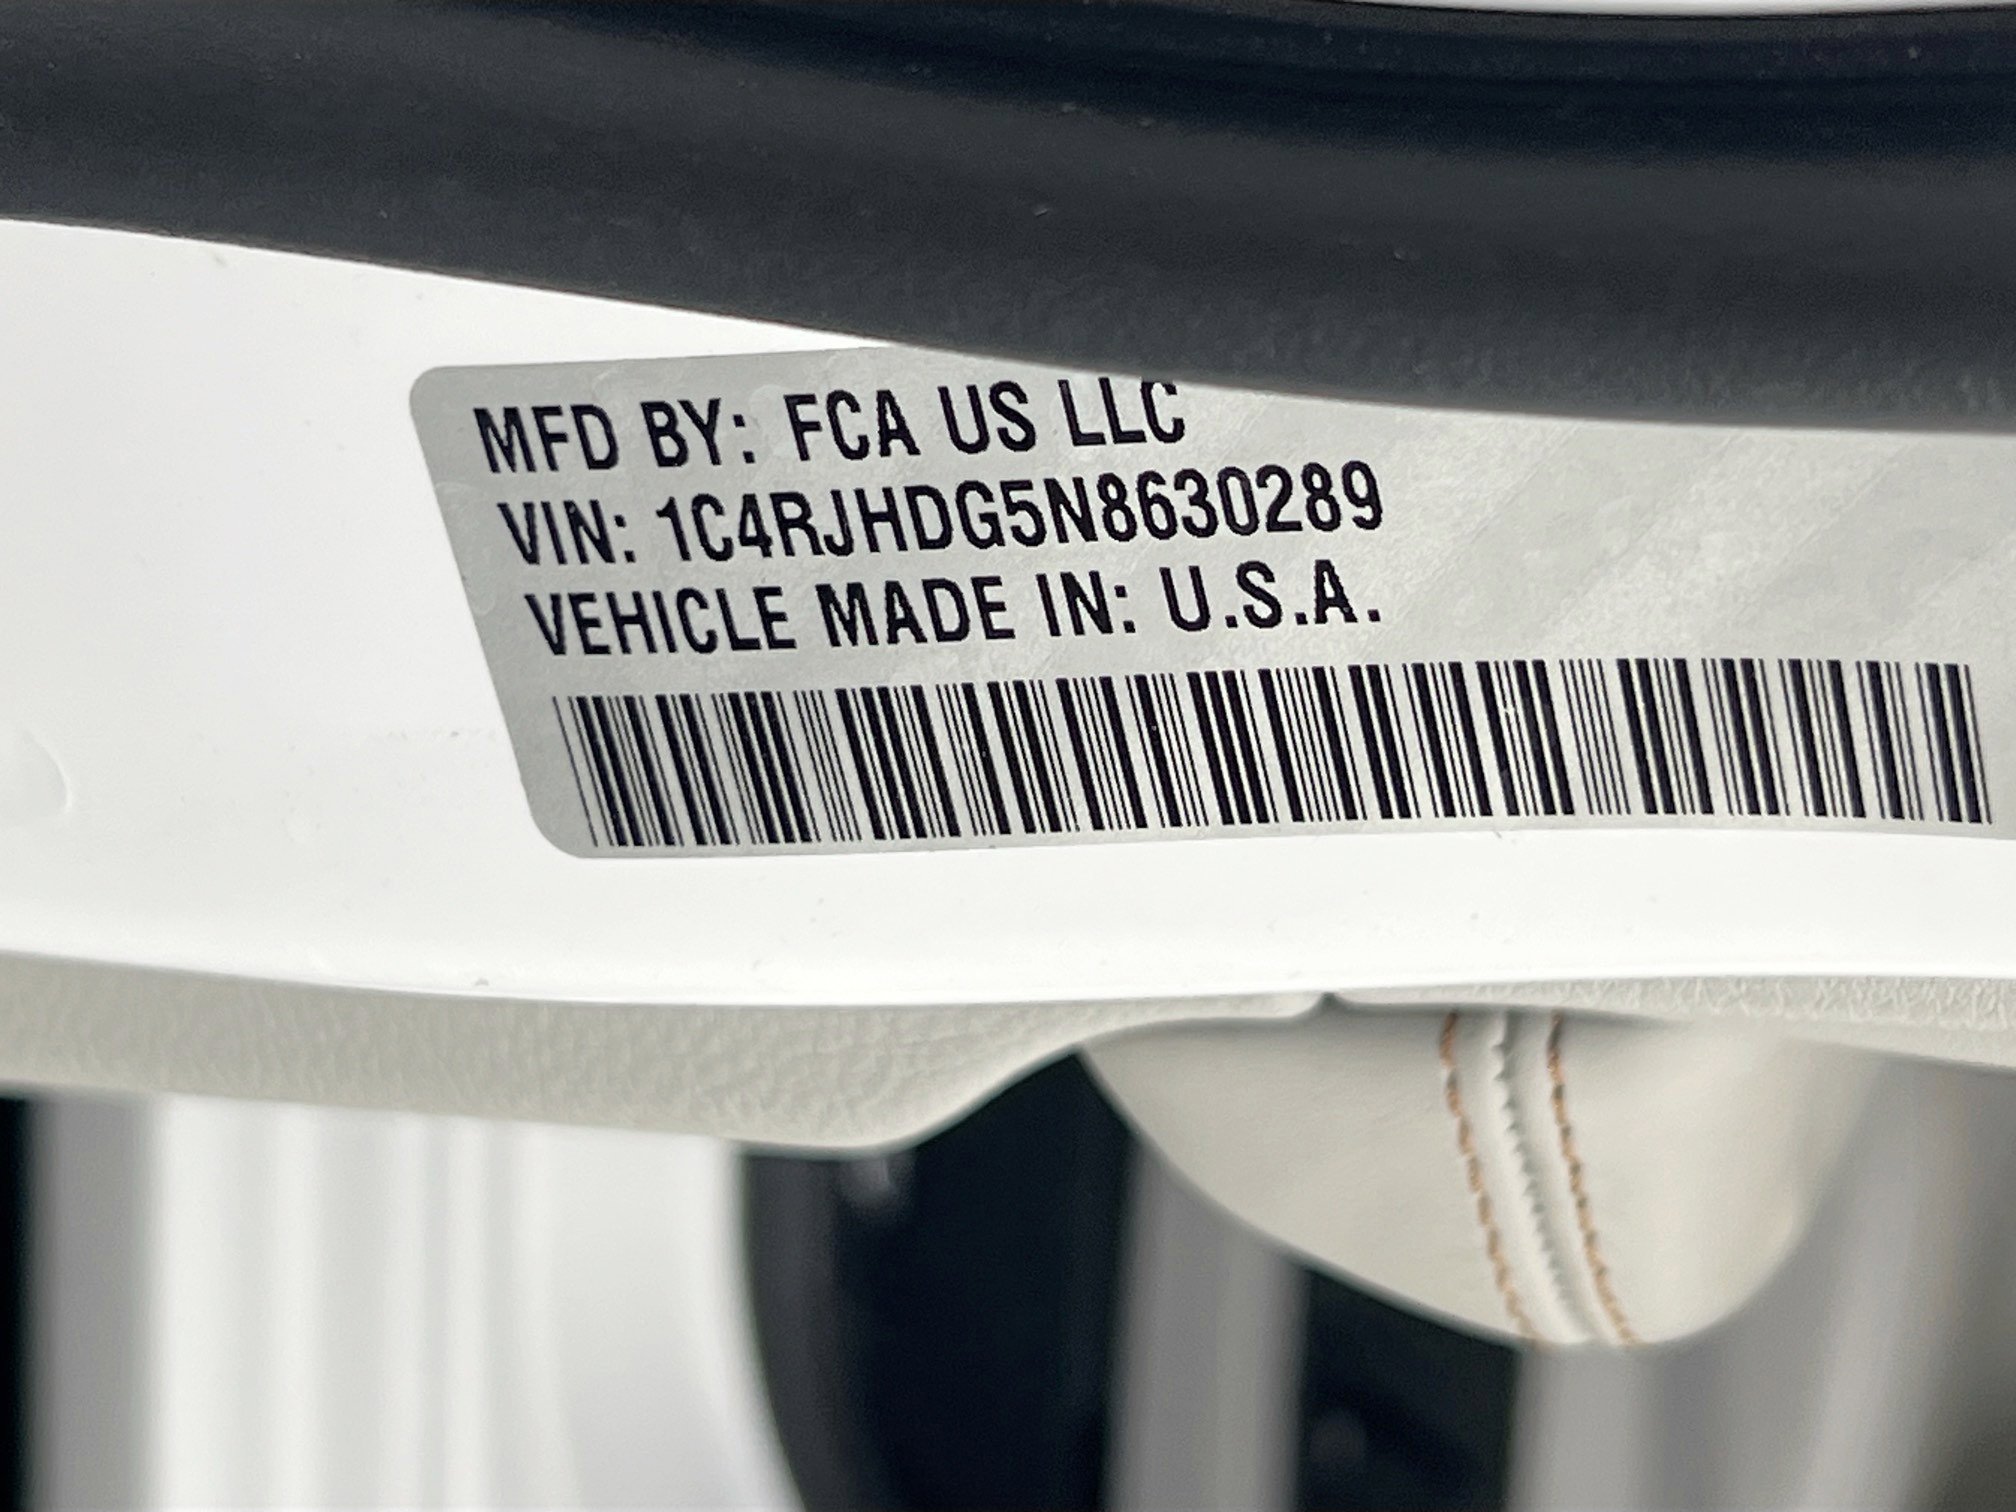 MFD BY: FCA US LLC
VIN: 1C4RJHDG5N8630289
VEHICLE MADE IN: U.S.A.